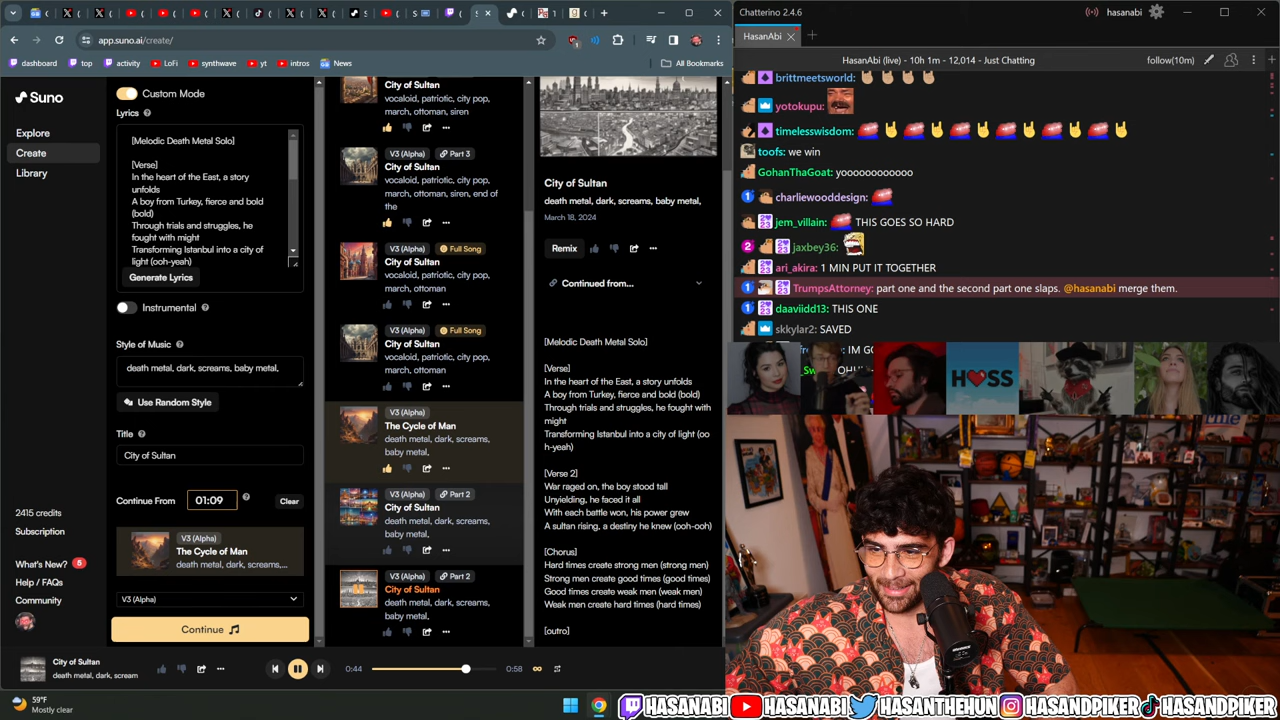 app.suno.ai/create/
dashboard
top
activity
LoFi
synthwave
yt
intros
News
All Bookmarks
Suno
Explore
Create
Library
2415 credits
Subscription
What's New?
5
Help / FAQs
Community
Custom Mode
Lyrics
[Melodic Death Metal Solo]
[Verse]
In the heart of the East, a story
unfolds
A boy from Turkey, fierce and bold
(bold)
Through trials and struggles, he
fought with might
Transforming Istanbul into a city of
light (ooh-yeah)
Generate Lyrics
Instrumental
Style of Music
death metal, dark, screams, baby metal,
Use Random Style
Title
City of Sultan
Continue From
01:09
Clear
V3 (Alpha)
The Cycle of Man
death metal, dark, screams,...
V3 (Alpha)
Continue
City of Sultan
vocaloid, patriotic, city pop,
march, ottoman, siren
V3 (Alpha) Part 3
City of Sultan
vocaloid, patriotic, city pop,
march, ottoman, siren, end of
the
V3 (Alpha) Full Song
City of Sultan
vocaloid, patriotic, city pop,
march, ottoman
V3 (Alpha) Full Song
City of Sultan
vocaloid, patriotic, city pop,
march, ottoman
V3 (Alpha)
The Cycle of Man
death metal, dark, screams,
baby metal,
V3 (Alpha) Part 2
City of Sultan
death metal, dark, screams,
baby metal,
V3 (Alpha) Part 2
City of Sultan
death metal, dark, screams,
baby metal,
City of Sultan
death metal, dark, screams, baby metal,
March 18, 2024
Remix
Continued from...
[Melodic Death Metal Solo]
[Verse]
In the heart of the East, a story unfolds
A boy from Turkey, fierce and bold (bold)
Through trials and struggles, he fought with
might
Transforming Istanbul into a city of light (oo
h-yeah)
[Verse 2]
War raged on, the boy stood tall
Unyielding, he faced it all
With each battle won, his power grew
A sultan rising, a destiny he knew (ooh-ooh)
[Chorus]
Hard times create strong men (strong men)
Strong men create good times (good times)
Good times create weak men (weak men)
Weak men create hard times (hard times)
[outro]
City of Sultan
death metal, dark, scream
0:44
0:58
59°F
Mostly clear
Chatterino 2.4.6
hasanabi
HasanAbi
HasanAbi (live) - 10h 1m - 12,014 - Just Chatting
follow(10m)
brittmeetsworld:
yotokupu:
timelesswisdom:
toofs: we win
GohanThaGoat: yoooooooooooo
charliewooddesign:
jem_villain: THIS GOES SO HARD
jaxbey36:
ari_akira: 1 MIN PUT IT TOGETHER
TrumpsAttorney: part one and the second part one slaps. @hasanabi merge them.
daaviidd13: THIS ONE
skkylar2: SAVED
HOSS
HASANABI
HASANABI
HASANTHEHUN
HASANDPIKER
HASANDPIKER